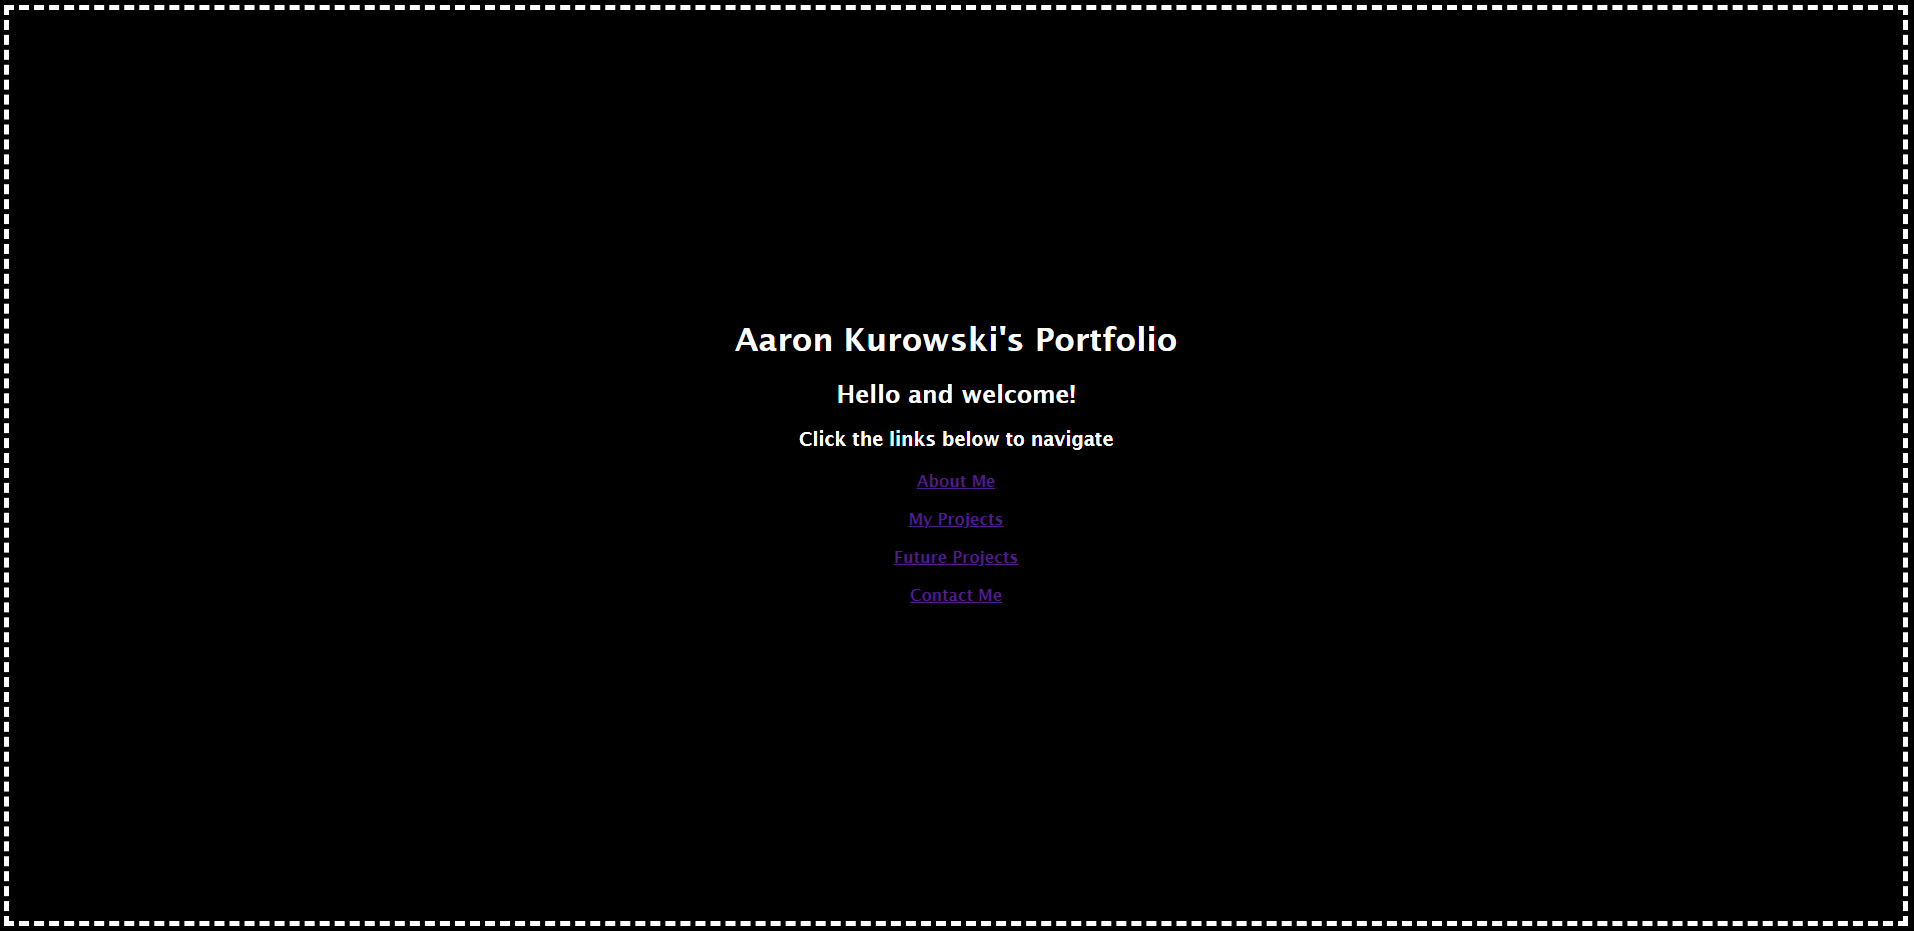 Aaron Kurowski's Portfolio
Hello and welcome!
Click the links below to navigate
About Me
My Projects
Future Projects
Contact Me